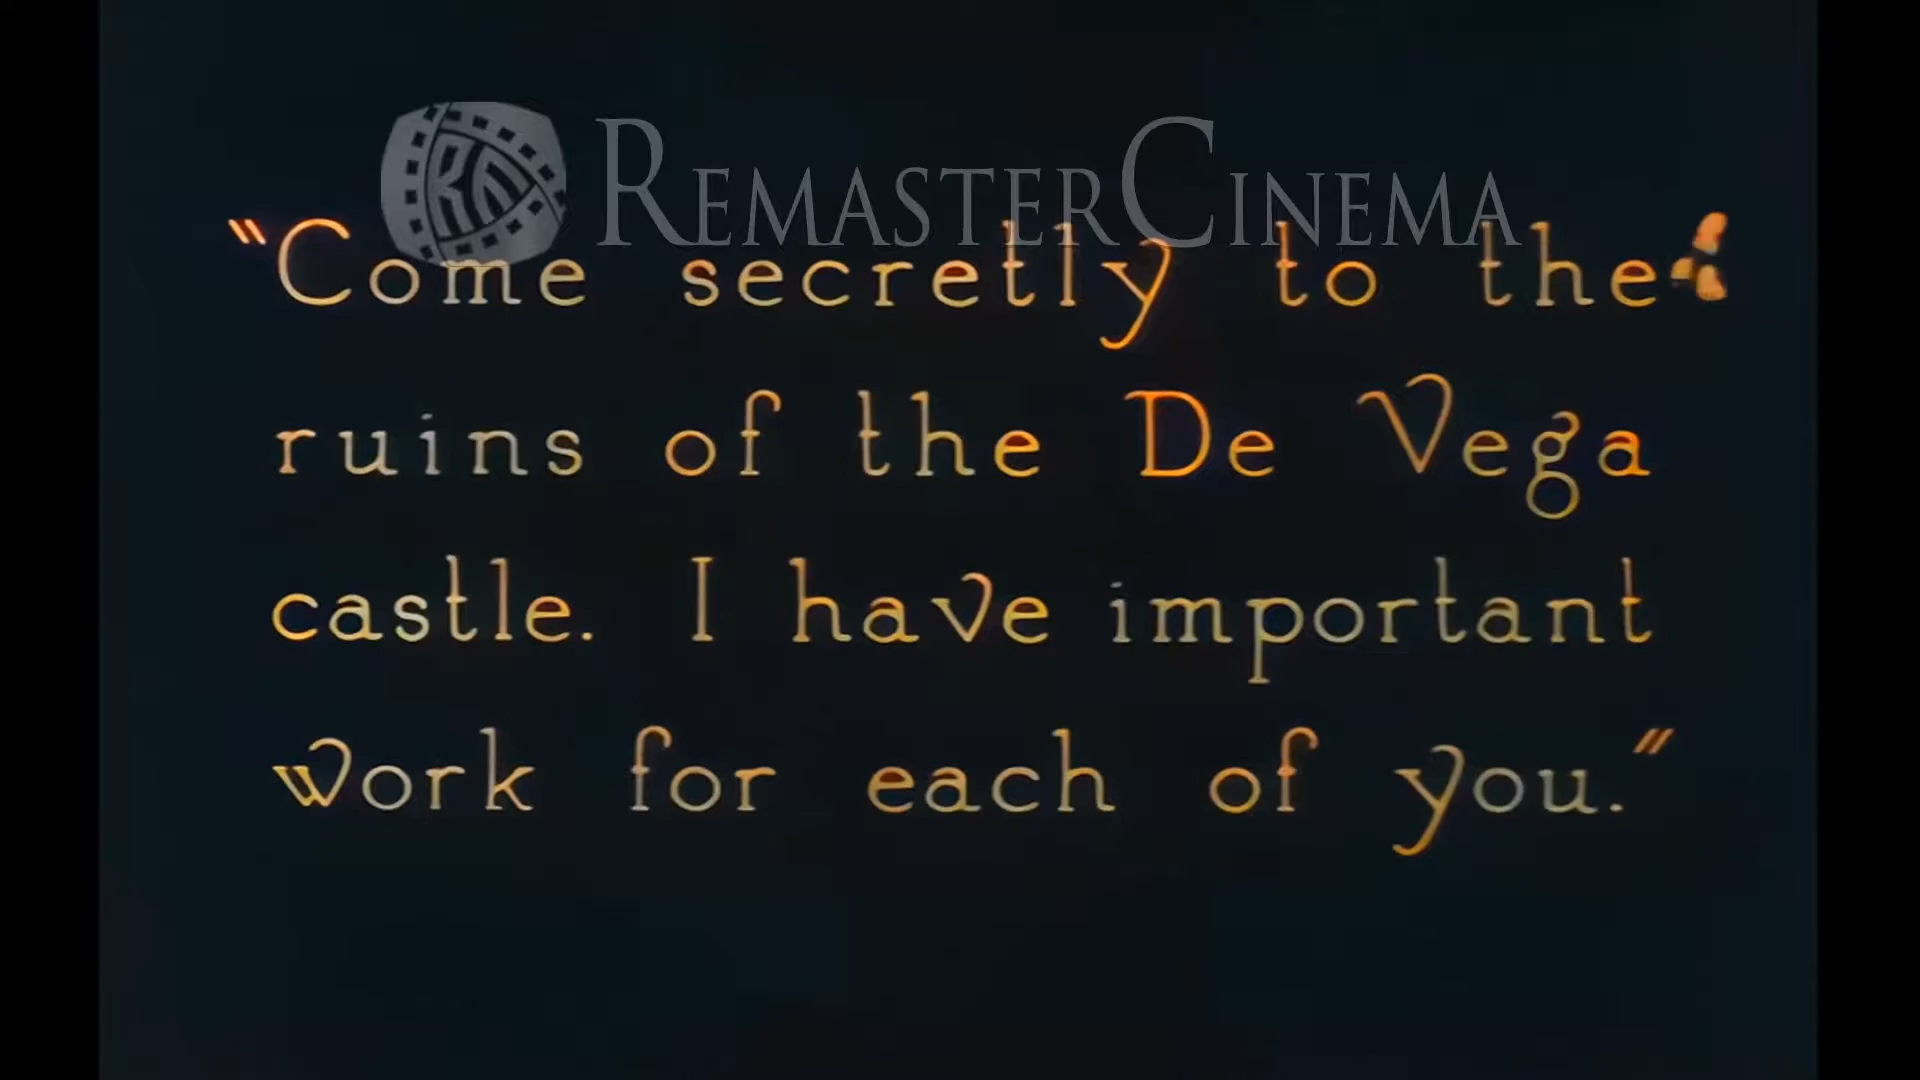 REMASTERCINEMA
"Come secretly to the
ruins of the De Vega
castle. I have important
work for each of you."